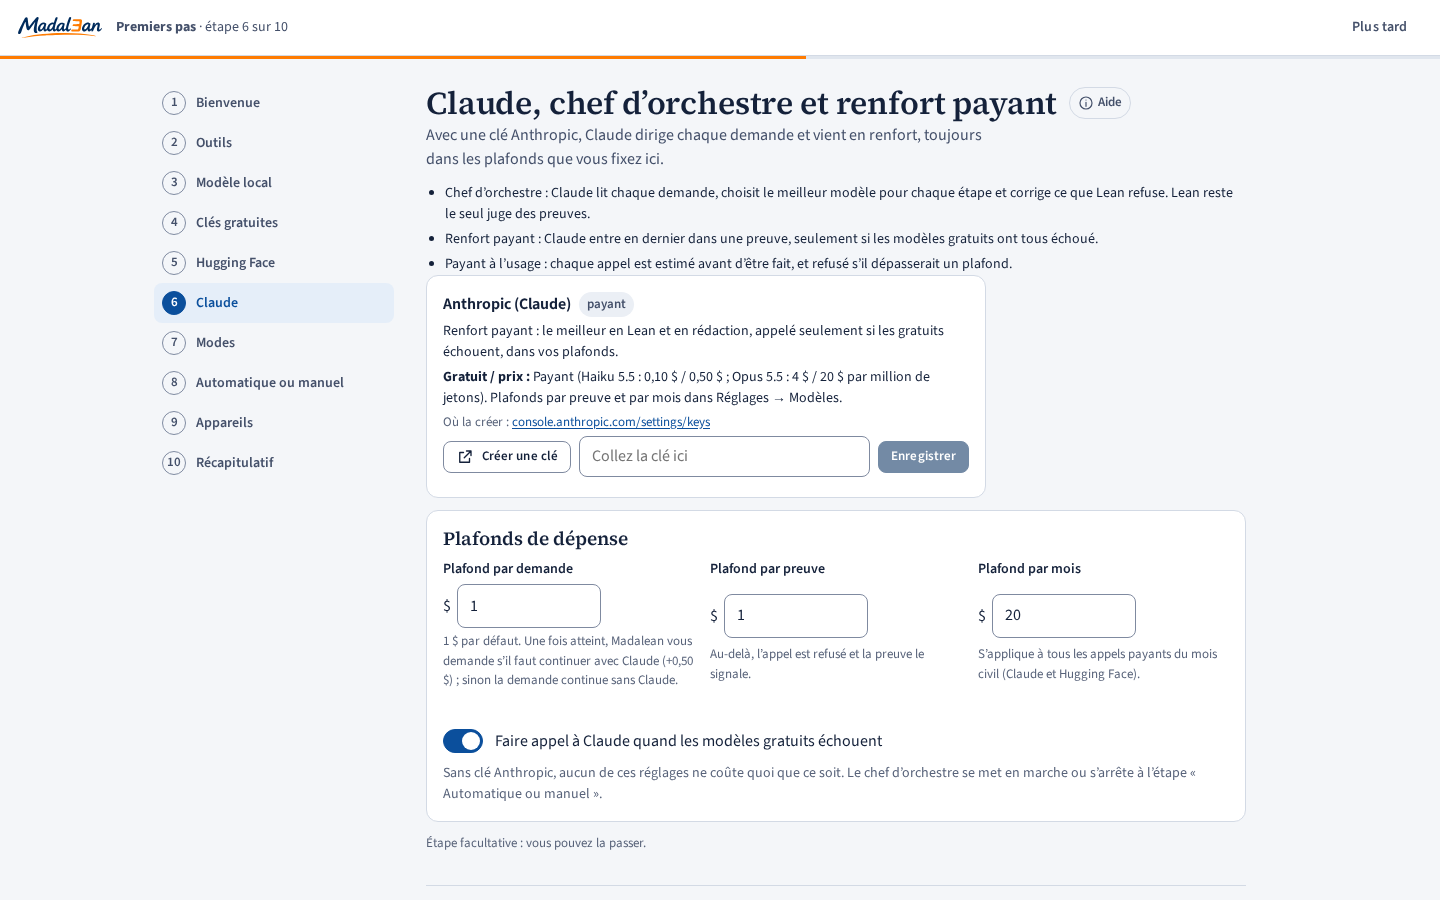 MadalƎan
Premiers pas · étape 6 sur 10
Plus tard
1 Bienvenue
2 Outils
3 Modèle local
4 Clés gratuites
5 Hugging Face
6 Claude
7 Modes
8 Automatique ou manuel
9 Appareils
10 Récapitulatif
Claude, chef d’orchestre et renfort payant
Aide
Avec une clé Anthropic, Claude dirige chaque demande et vient en renfort, toujours
dans les plafonds que vous fixez ici.
• Chef d’orchestre : Claude lit chaque demande, choisit le meilleur modèle pour chaque étape et corrige ce que Lean refuse. Lean reste
le seul juge des preuves.
• Renfort payant : Claude entre en dernier dans une preuve, seulement si les modèles gratuits ont tous échoué.
• Payant à l’usage : chaque appel est estimé avant d’être fait, et refusé s’il dépasserait un plafond.
Anthropic (Claude) payant
Renfort payant : le meilleur en Lean et en rédaction, appelé seulement si les gratuits
échouent, dans vos plafonds.
Gratuit / prix : Payant (Haiku 5.5 : 0,10 $ / 0,50 $ ; Opus 5.5 : 4 $ / 20 $ par million de
jetons). Plafonds par preuve et par mois dans Réglages → Modèles.
Où la créer : console.anthropic.com/settings/keys
Créer une clé
Collez la clé ici
Enregistrer
Plafonds de dépense
Plafond par demande
$ 1
1 $ par défaut. Une fois atteint, Madalean vous
demande s’il faut continuer avec Claude (+0,50
$) ; sinon la demande continue sans Claude.
Plafond par preuve
$ 1
Au-delà, l’appel est refusé et la preuve le
signale.
Plafond par mois
$ 20
S’applique à tous les appels payants du mois
civil (Claude et Hugging Face).
Faire appel à Claude quand les modèles gratuits échouent
Sans clé Anthropic, aucun de ces réglages ne coûte quoi que ce soit. Le chef d’orchestre se met en marche ou s’arrête à l’étape «
Automatique ou manuel ».
Étape facultative : vous pouvez la passer.